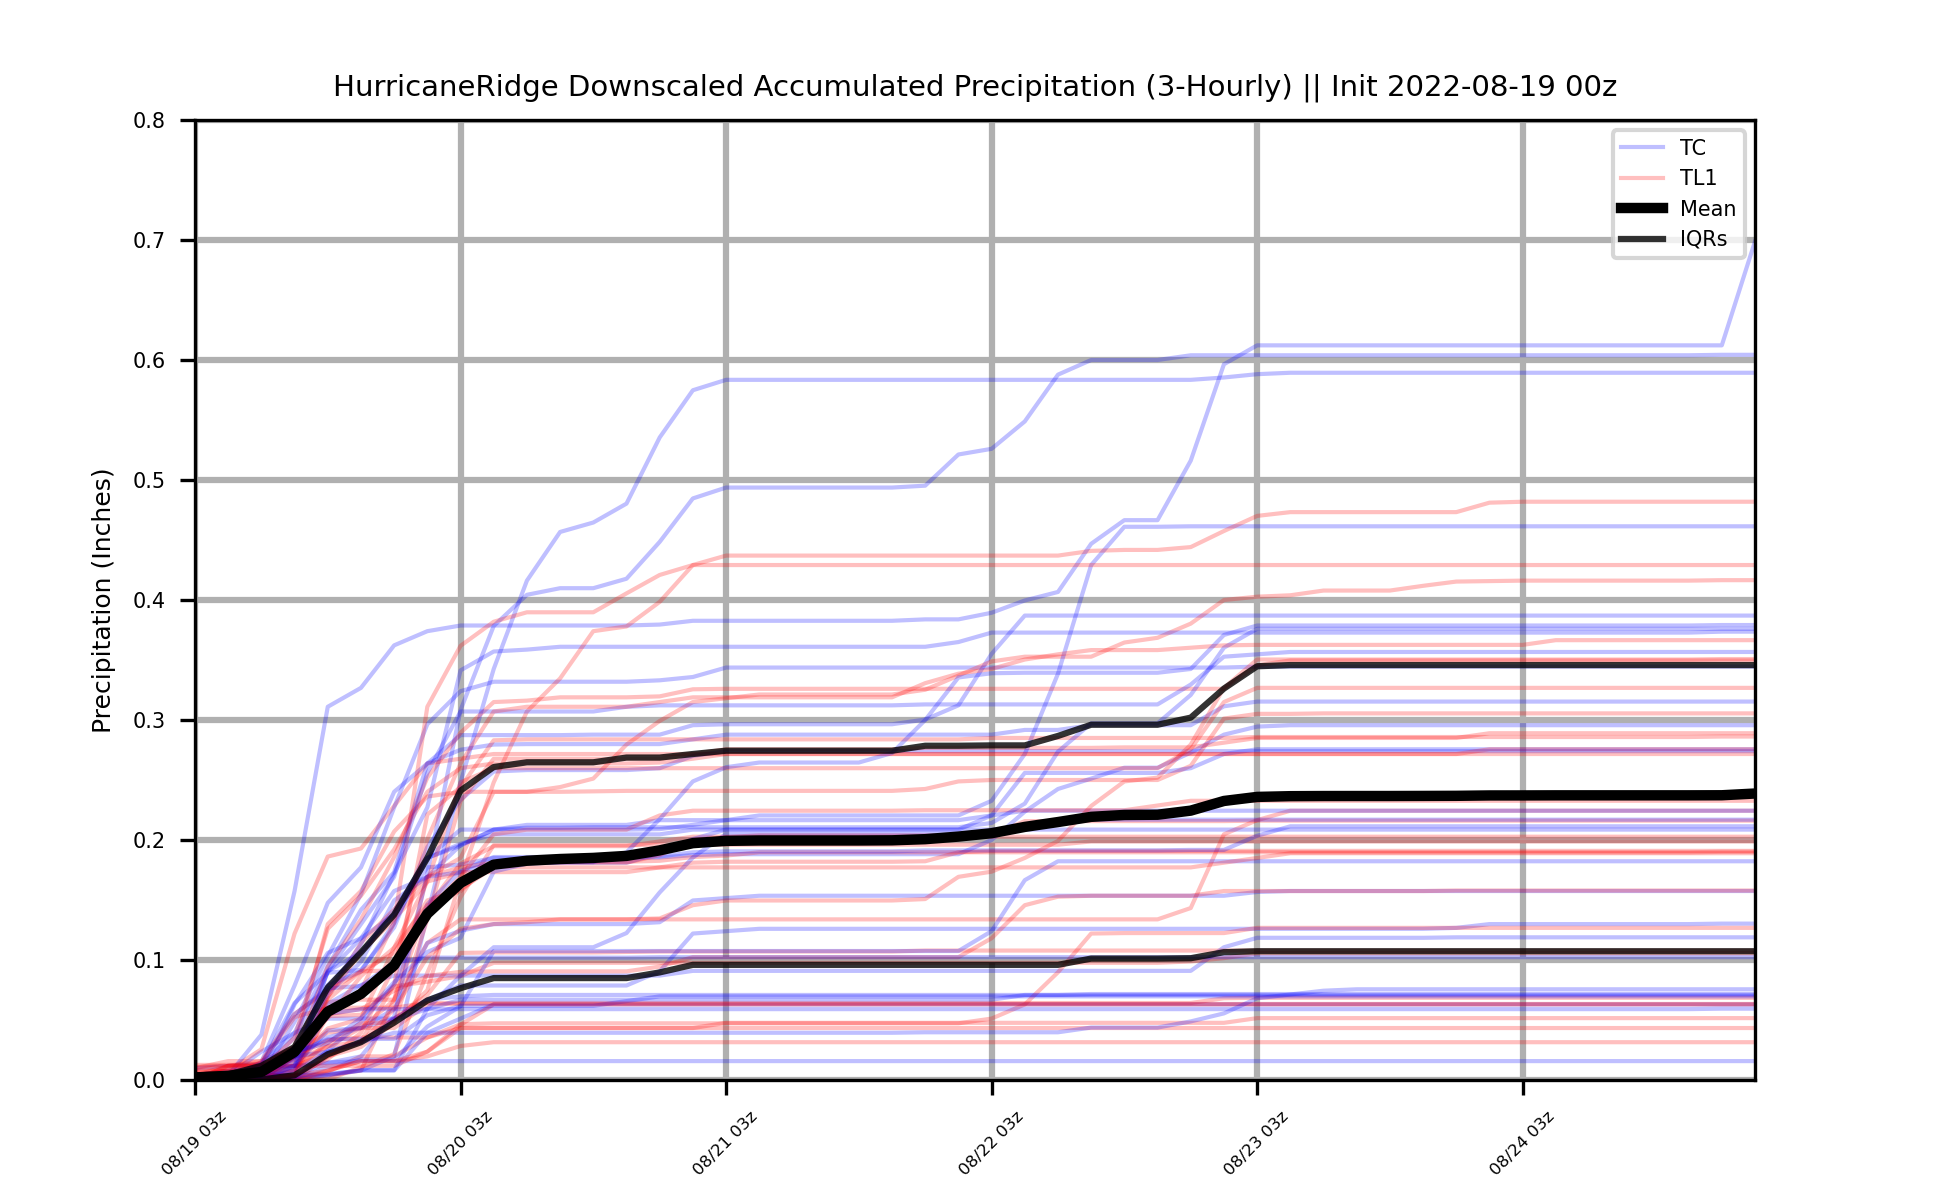 HurricaneRidge Downscaled Accumulated Precipitation (3-Hourly) || Init 2022-08-19 00z
Precipitation (Inches)
0.8
0.7
0.6
0.5
0.4
0.3
0.2
0.1
0.0
TC
TL1
Mean
IQRs
08/19 03z
08/20 03z
08/21 03z
08/22 03z
08/23 03z
08/24 03z